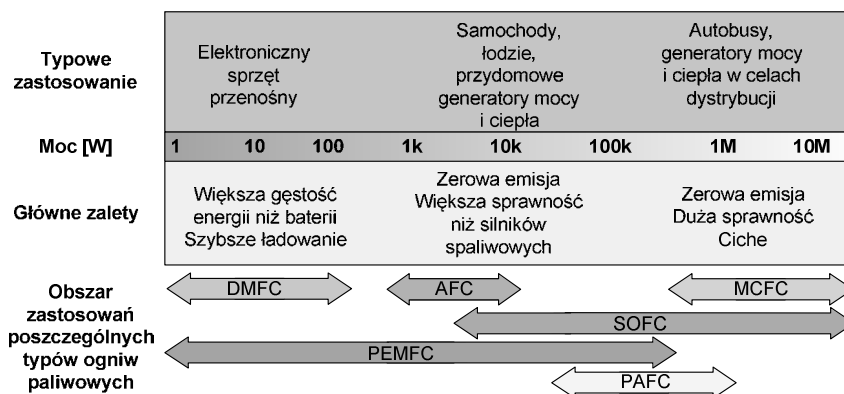 Typowe
zastosowanie
Elektroniczny
sprzęt
przenośny
Samochody,
łodzie,
przydomowe
generatory mocy
i ciepła
Autobusy,
generatory mocy
i ciepła w celach
dystrybucji
Moc [W]
1 10 100 1k 10k 100k 1M 10M
Główne zalety
Większa gęstość
energii niż baterii
Szybsze ładowanie
Zerowa emisja
Większa sprawność
niż silników
spaliwowych
Zerowa emisja
Duża sprawność
Ciche
Obszar
zastosowań
poszczególnych
typów ogniw
paliwowych
DMFC AFC MCFC
SOFC
PEMFC
PAFC